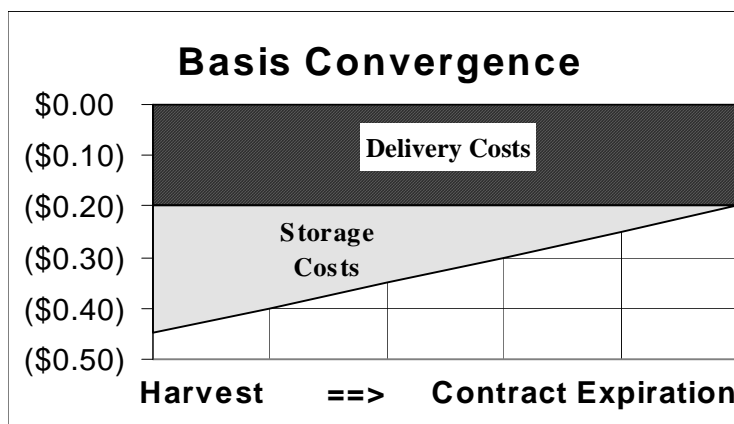 Basis Convergence
$0.00
($0.10)
($0.20)
($0.30)
($0.40)
($0.50)
Delivery Costs
Storage
Costs
Harvest ==> Contract Expiration